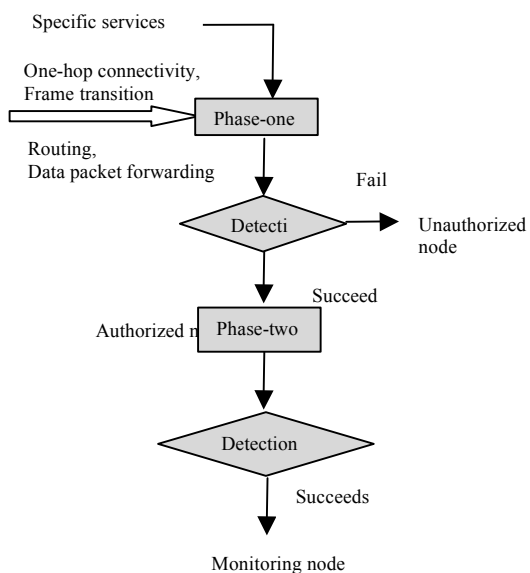 Specific services
One-hop connectivity,
Frame transition
Phase-one
Routing,
Data packet forwarding
Fail
Detecti
Unauthorized
node
Succeed
Authorized n
Phase-two
Detection
Succeeds
Monitoring node